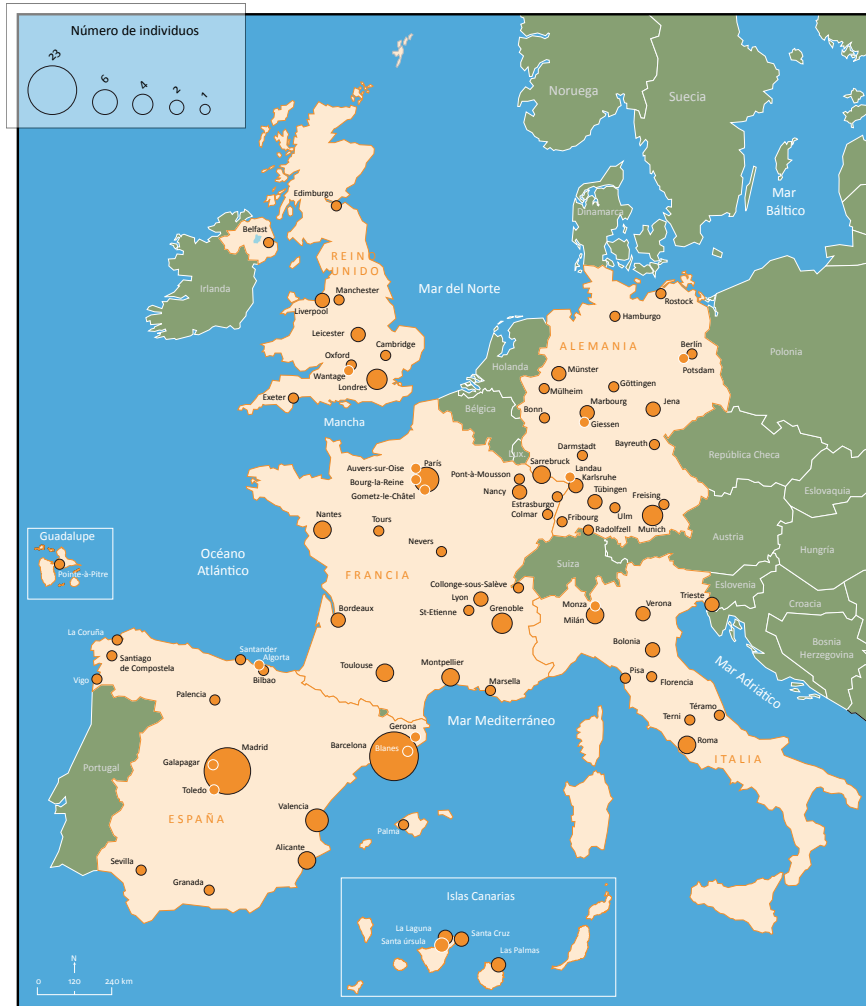 Número de individuos
23
6
4
2
1
Noruega
Suecia
Mar
Báltico
Dinamarca
Edimburgo
Belfast
REINO
UNIDO
Irlanda
Mar del Norte
Manchester
Liverpool
Leicester
Cambridge
Oxford
Wantage
Londres
Exeter
Mancha
Rostock
Hamburgo
ALEMANIA
Berlín
Potsdam
Polonia
Holanda
Münster
Mülheim
Göttingen
Bélgica
Bonn
Marbourg
Giessen
Jena
Lux.
Darmstadt
Bayreuth
República Checa
Auvers-sur-Oise
París
Bourg-la-Reine
Gometz-le-Châtel
Pont-à-Mousson
Sarrebruck
Landau
Karlsruhe
Nancy
Tübingen
Freising
Eslovaquia
Estrasburgo
Colmar
Fribourg
Ulm
Munich
Radolfzell
Austria
Nantes
Tours
Nevers
Guadalupe
Pointe-à-Pitre
Océano
Atlántico
FRANCIA
Suiza
Hungría
Collonge-sous-Salève
Lyon
St-Etienne
Grenoble
Monza
Milán
Verona
Trieste
Eslovenia
Croacia
Bordeaux
Bolonia
Bosnia
Herzegovina
La Coruña
Santiago
de Compostela
Santander
Algorta
Bilbao
Vigo
Toulouse
Montpellier
Marsella
Pisa
Florencia
Mar Adriático
Palencia
Mar Mediterráneo
Téramo
Terni
Roma
ITALIA
Gerona
Barcelona
Blanes
Madrid
Galapagar
Toledo
Portugal
ESPAÑA
Valencia
Palma
Alicante
Sevilla
Granada
Islas Canarias
La Laguna
Santa úrsula
Santa Cruz
Las Palmas
N
0
120
240 km